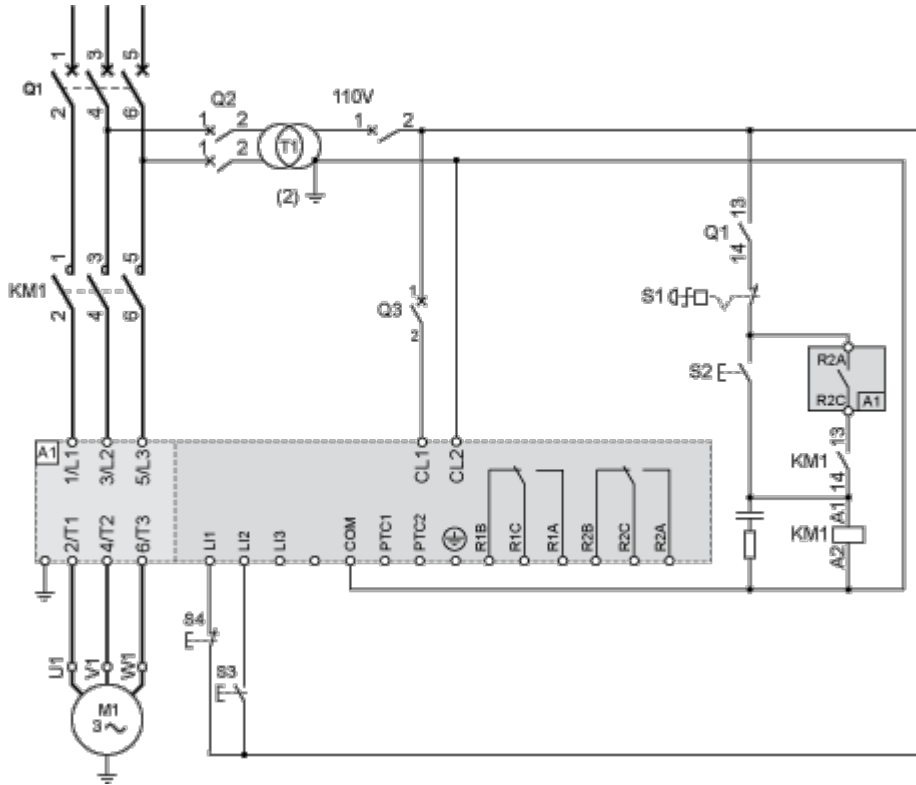 1 3 5
Q1
2 4 6
Q2 110V
1 2 1 2
1 2 T1
(2)
13
Q1
14
1 3 5
KM1
2 4 6
S1
1
Q3
2
S2
R2A
R2C A1
13
KM1
14
A1
KM1
A2
A1 1/L1 3/L2 5/L3 CL1 CL2
2/T1 4/T2 6/T3 LI1 LI2 LI3 COM PTC1 PTC2 R1B R1C R1A R2B R2C R2A
S4
S3
U1 V1 W1
M1
3